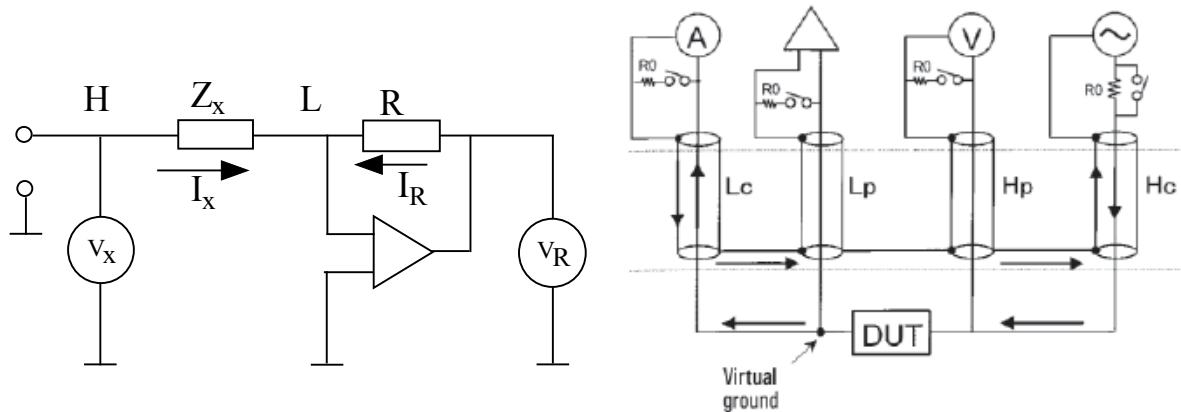 H
Zx
L
R
Ix
IR
Vx
VR
A
V
R0
R0
R0
R0
Lc
Lp
Hp
Hc
DUT
Virtual
ground